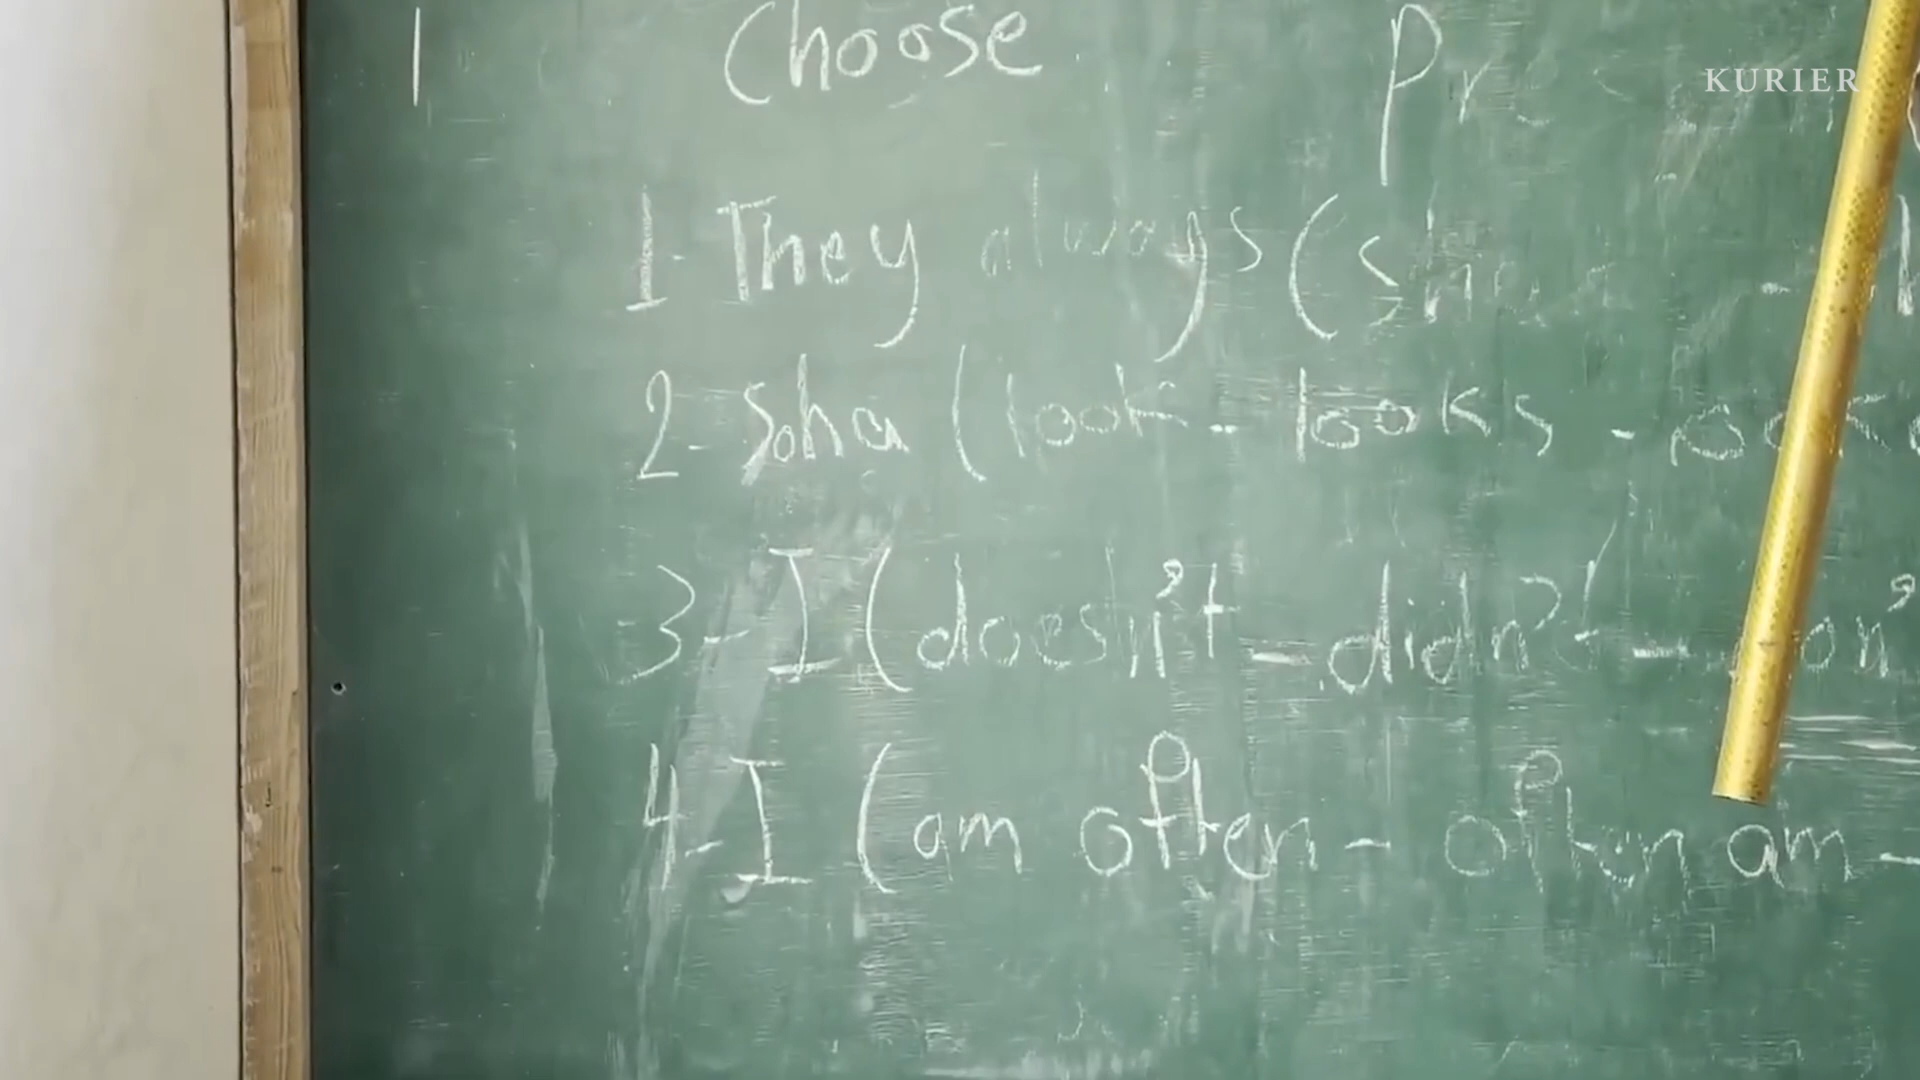 1 Choose
KURIER
1- They always (
2- Soha (look - looks -
3- I (doesn't - didn't -
4- I (am often - often am -